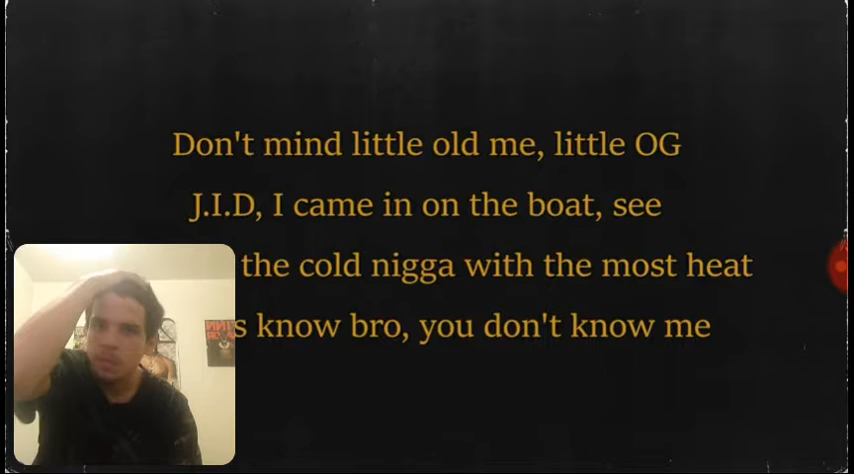 Don't mind little old me, little OG
J.I.D, I came in on the boat, see
the cold nigga with the most heat
s know bro, you don't know me